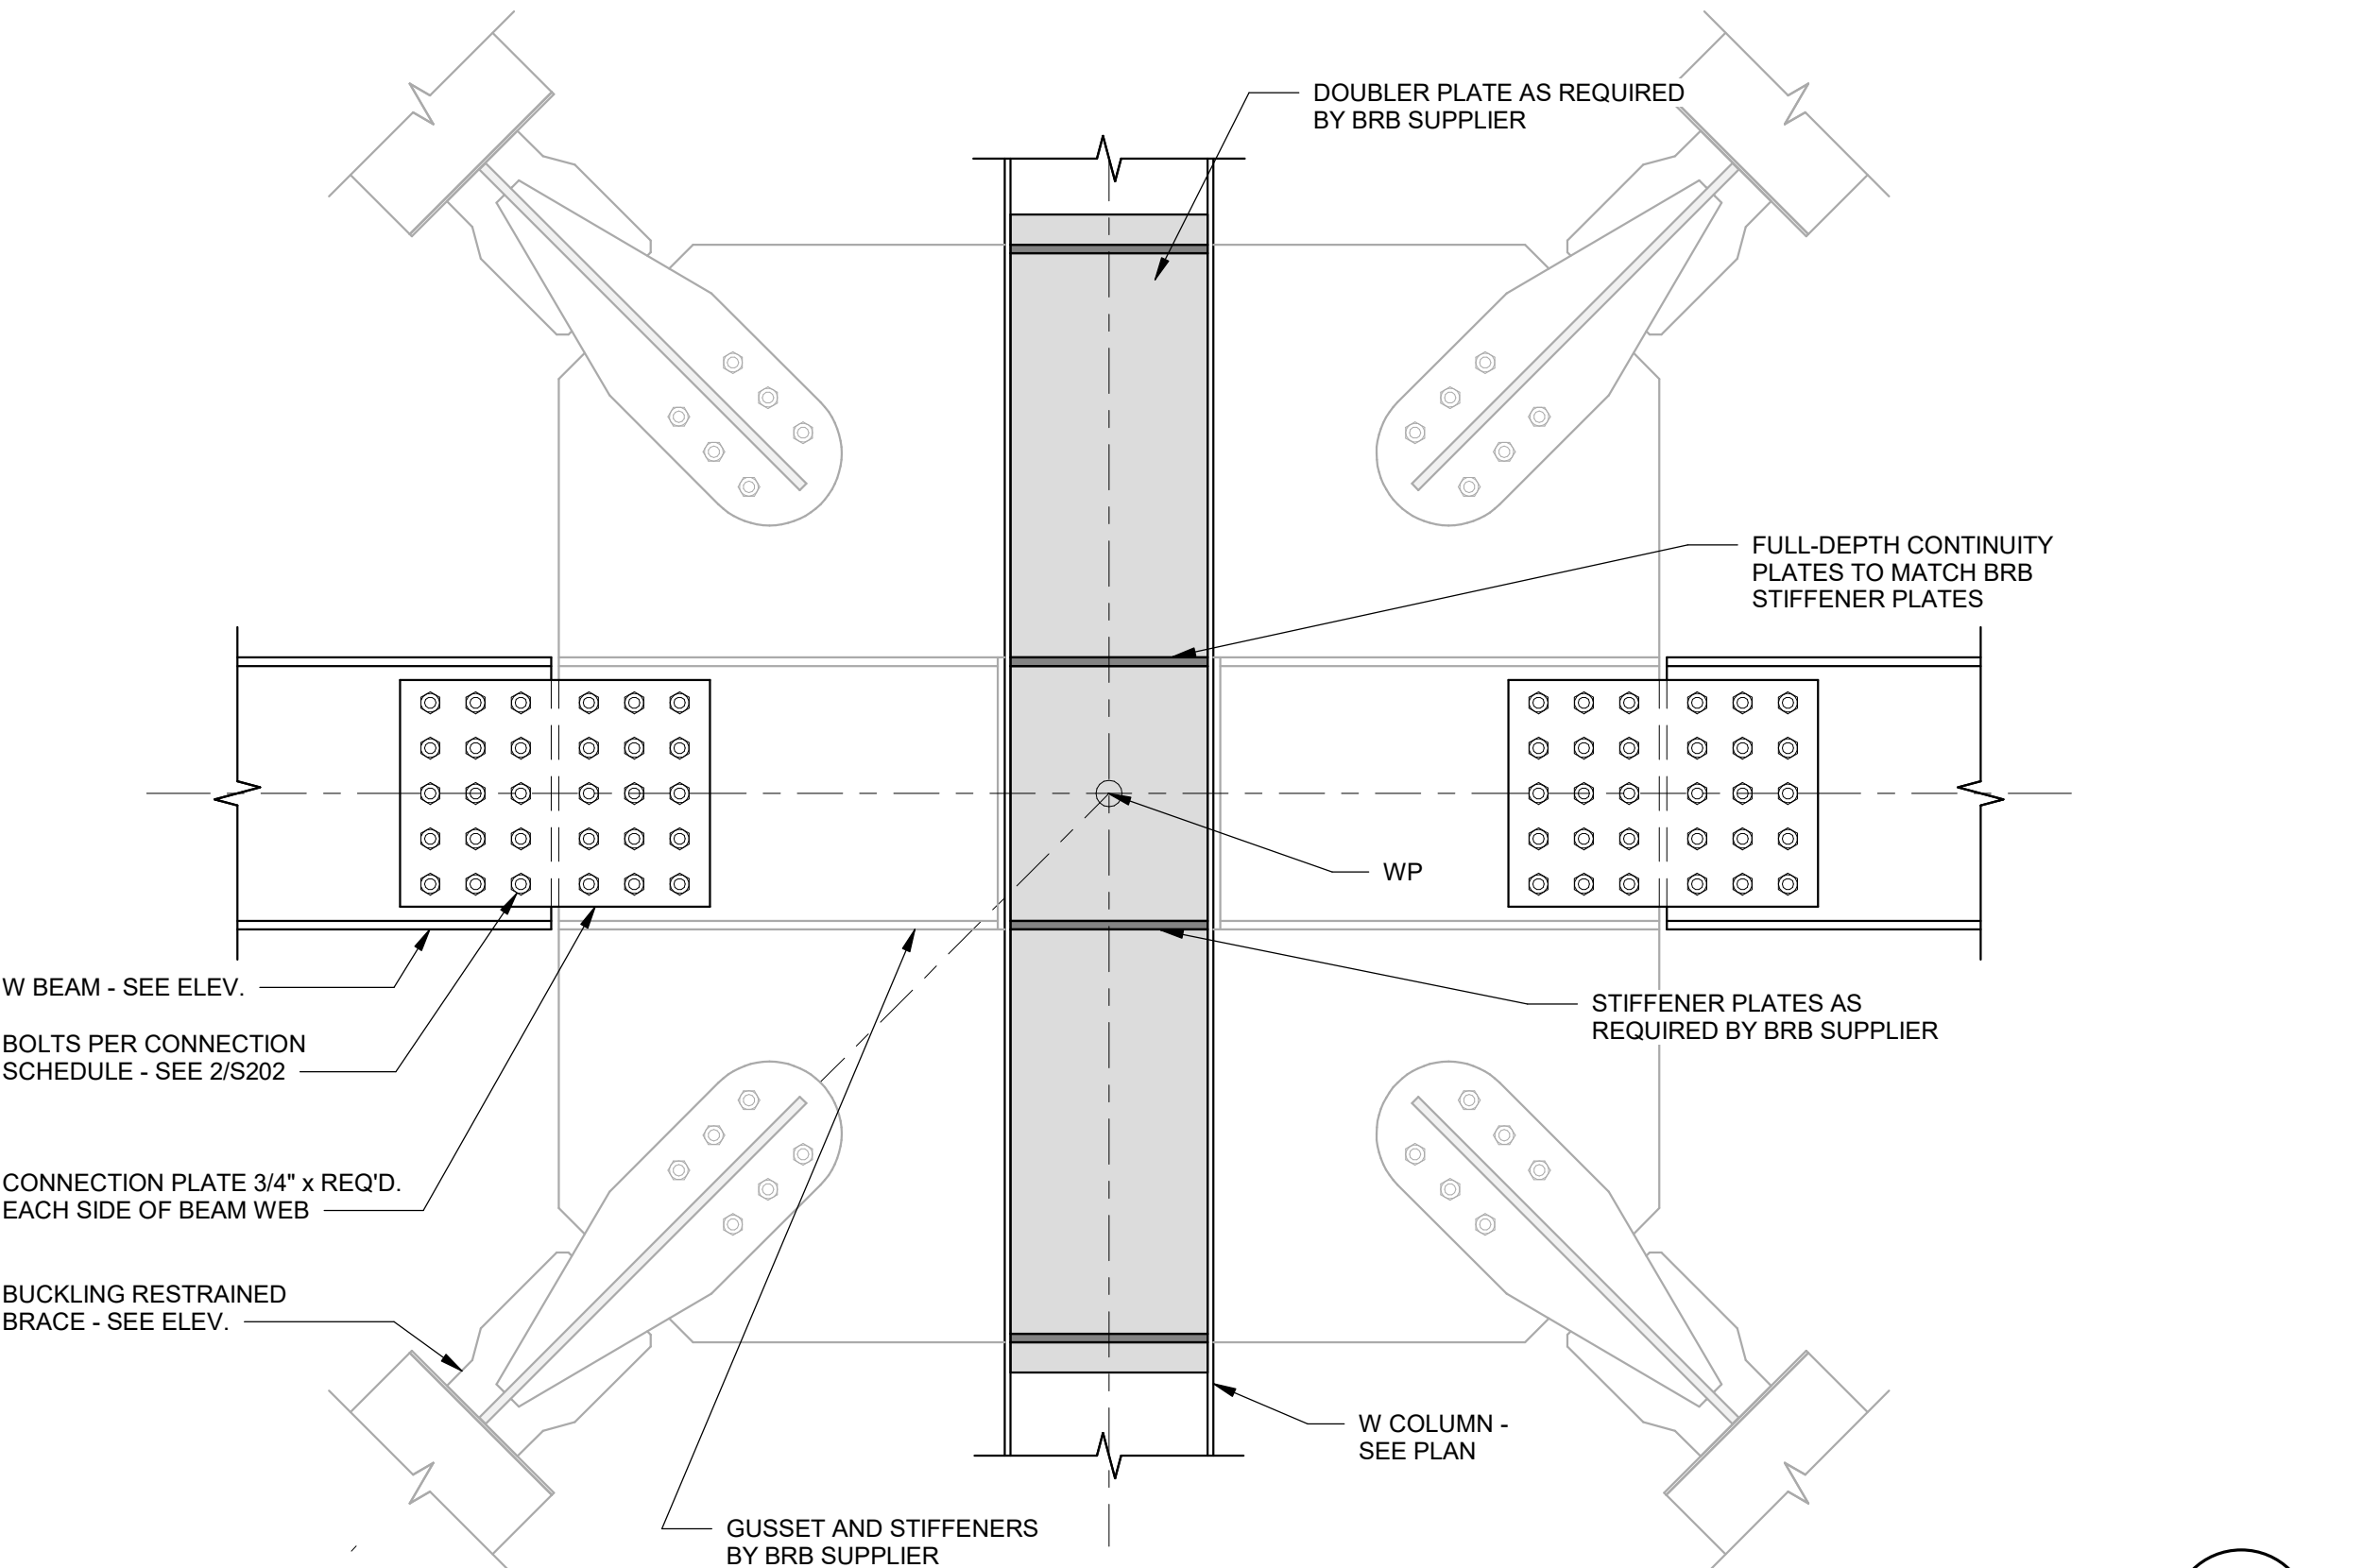 DOUBLER PLATE AS REQUIRED
BY BRB SUPPLIER
FULL-DEPTH CONTINUITY
PLATES TO MATCH BRB
STIFFENER PLATES
WP
W BEAM - SEE ELEV.
STIFFENER PLATES AS
REQUIRED BY BRB SUPPLIER
BOLTS PER CONNECTION
SCHEDULE - SEE 2/S202
CONNECTION PLATE 3/4" x REQ'D.
EACH SIDE OF BEAM WEB
BUCKLING RESTRAINED
BRACE - SEE ELEV.
W COLUMN -
SEE PLAN
GUSSET AND STIFFENERS
BY BRB SUPPLIER